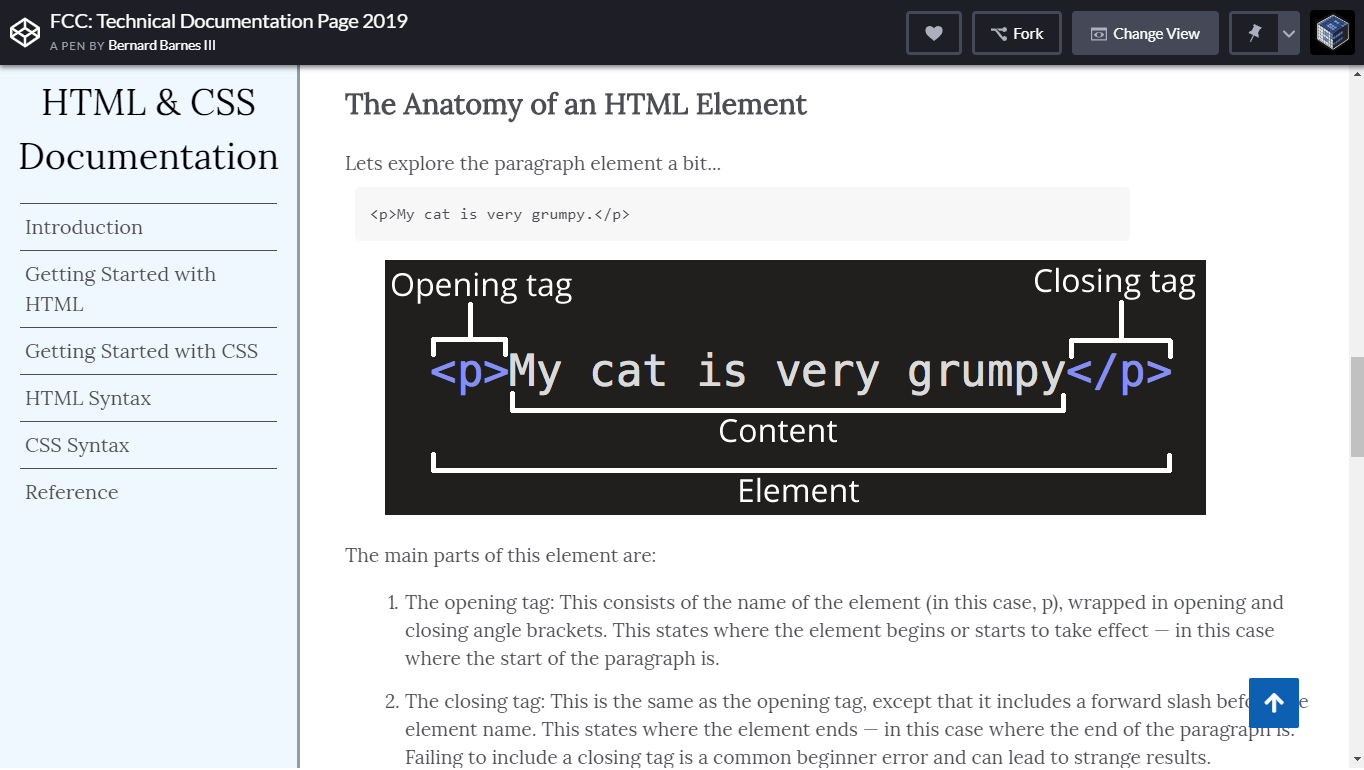 FCC: Technical Documentation Page 2019
A PEN BY Bernard Barnes III
Fork
Change View
HTML & CSS
Documentation
Introduction
Getting Started with
HTML
Getting Started with CSS
HTML Syntax
CSS Syntax
Reference
The Anatomy of an HTML Element
Lets explore the paragraph element a bit...
<p>My cat is very grumpy.</p>
Opening tag
Closing tag
<p>My cat is very grumpy</p>
Content
Element
The main parts of this element are:
1. The opening tag: This consists of the name of the element (in this case, p), wrapped in opening and
closing angle brackets. This states where the element begins or starts to take effect — in this case
where the start of the paragraph is.
2. The closing tag: This is the same as the opening tag, except that it includes a forward slash
element name. This states where the element ends — in this case where the end of the paragraph is.
Failing to include a closing tag is a common beginner error and can lead to strange results.